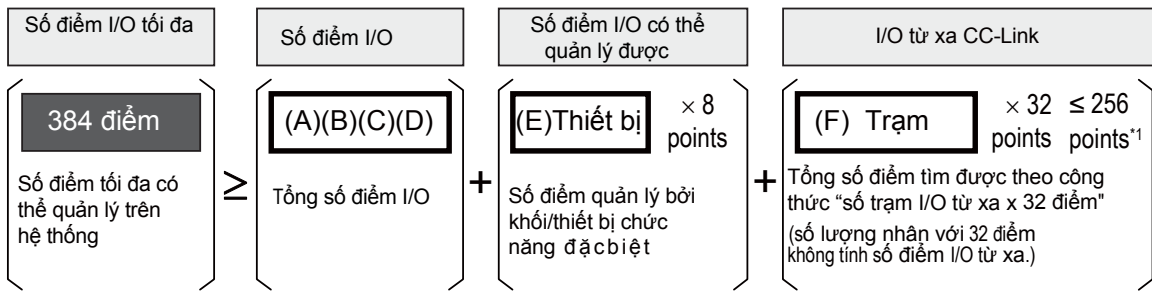 Số điểm I/O tối đa
384 điểm
Số điểm tối đa có
thể quản lý trên
hệ thống
≥
Số điểm I/O
(A)(B)(C)(D)
Tổng số điểm I/O
+
Số điểm I/O có thể
quản lý được
(E)Thiết bị × 8
points
Số điểm quản lý bởi
khối/thiết bị chức
năng đặcbiệt
+
I/O từ xa CC-Link
(F) Trạm × 32 ≤ 256
points points*1
Tổng số điểm tìm được theo công
thức “số trạm I/O từ xa x 32 điểm"
(số lượng nhân với 32 điểm
không tính số điểm I/O từ xa.)